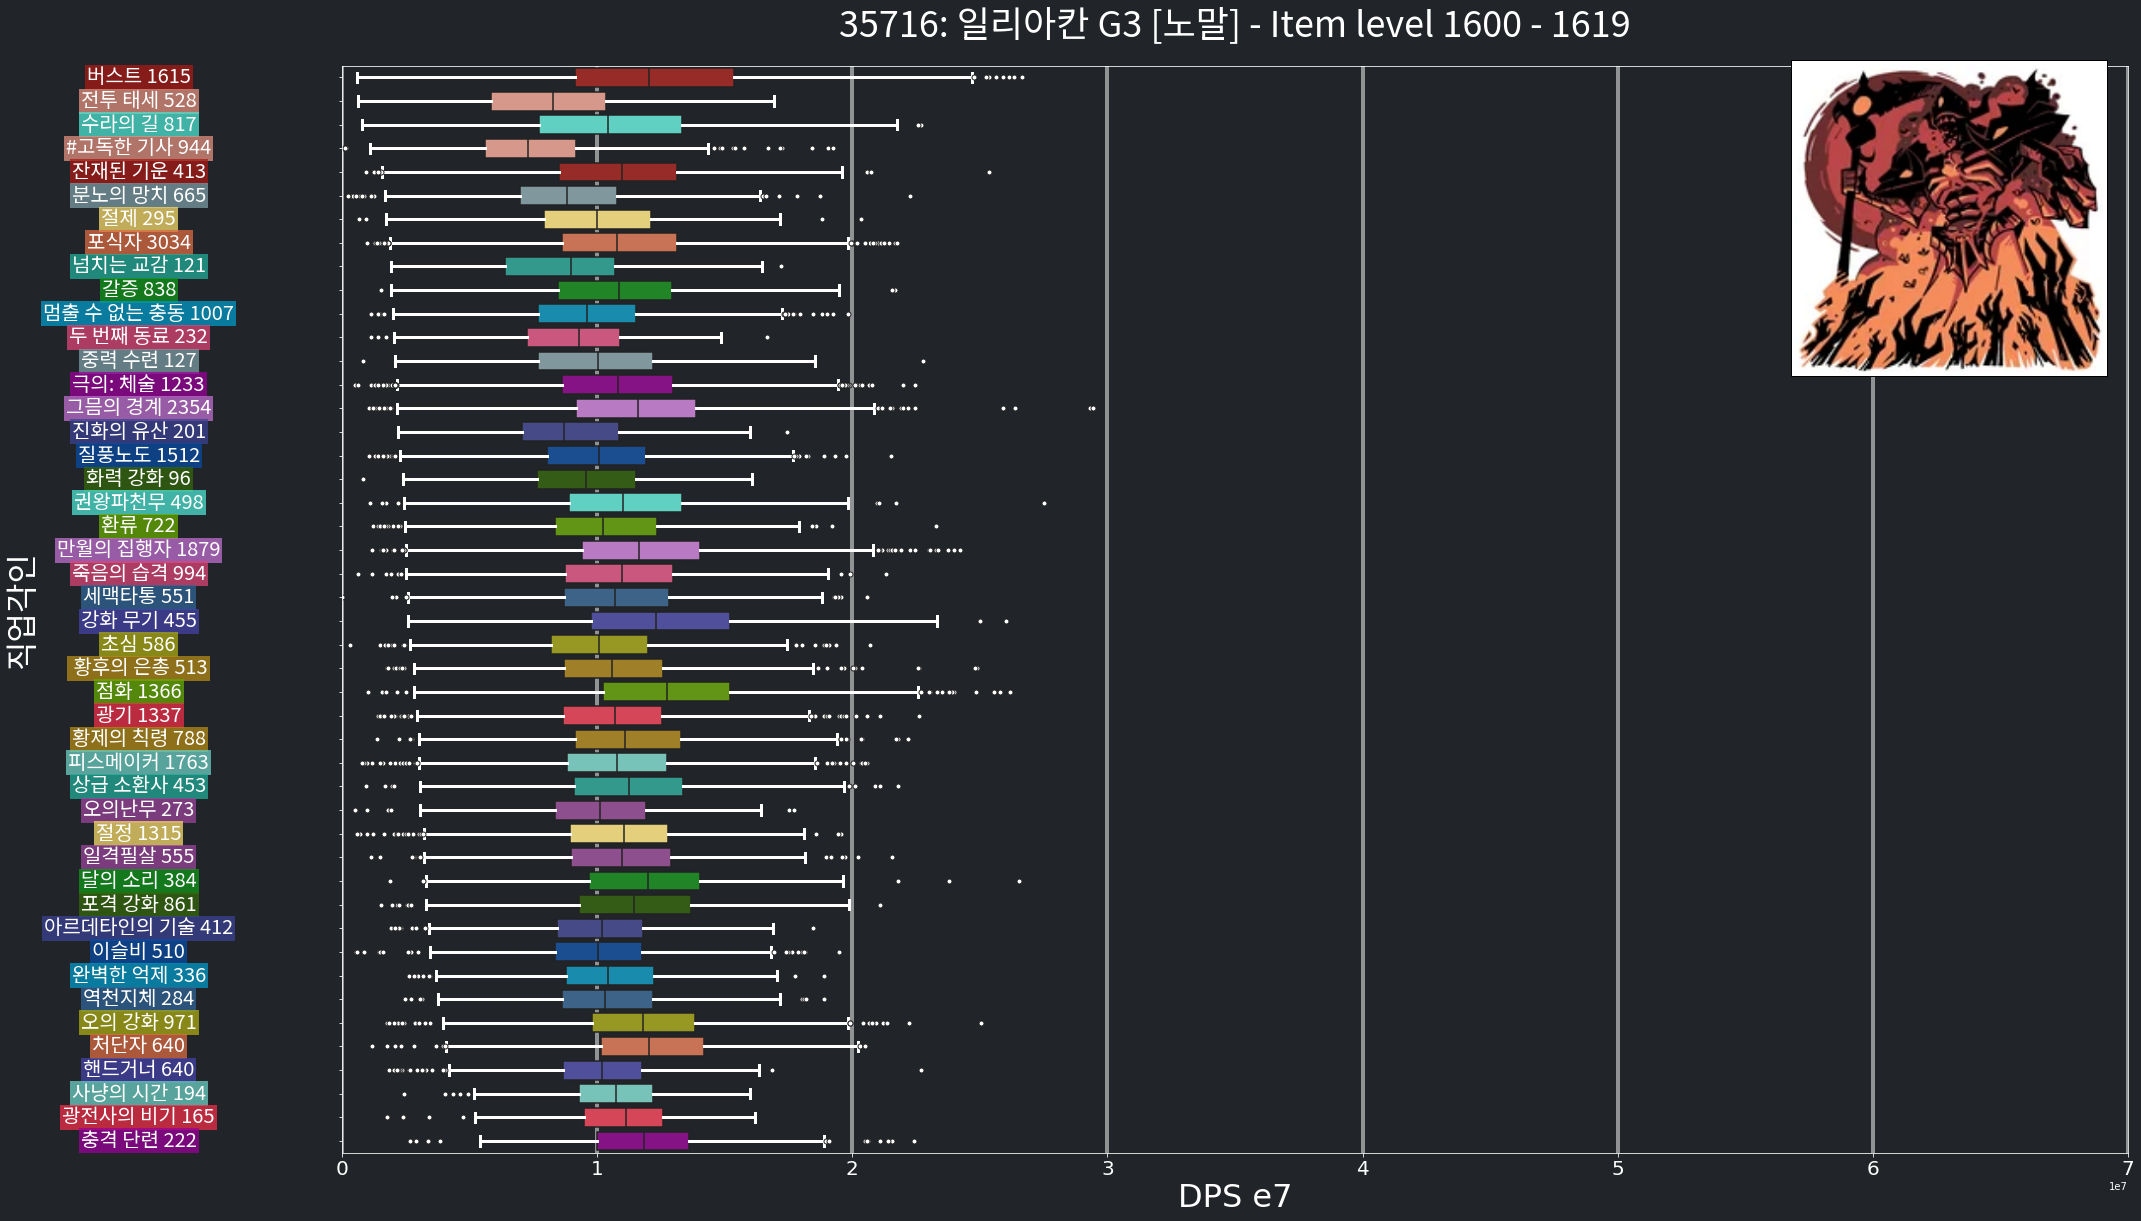 35716: 일리아칸 G3 [노말] - Item level 1600 - 1619
직업각인
버스트 1615
전투 태세 528
수라의 길 817
#고독한 기사 944
잔재된 기운 413
분노의 망치 665
절제 295
포식자 3034
넘치는 교감 121
갈증 838
멈출 수 없는 충동 1007
두 번째 동료 232
중력 수련 127
극의: 체술 1233
그믐의 경계 2354
진화의 유산 201
질풍노도 1512
화력 강화 96
권왕파천무 498
환류 722
만월의 집행자 1879
죽음의 습격 994
세맥타통 551
강화 무기 455
초심 586
황후의 은총 513
점화 1366
광기 1337
황제의 칙령 788
피스메이커 1763
상급 소환사 453
오의난무 273
절정 1315
일격필살 555
달의 소리 384
포격 강화 861
아르데타인의 기술 412
이슬비 510
완벽한 억제 336
역천지체 284
오의 강화 971
처단자 640
핸드거너 640
사냥의 시간 194
광전사의 비기 165
충격 단련 222
0 1 2 3 4 5 6 7
1e7
DPS e7